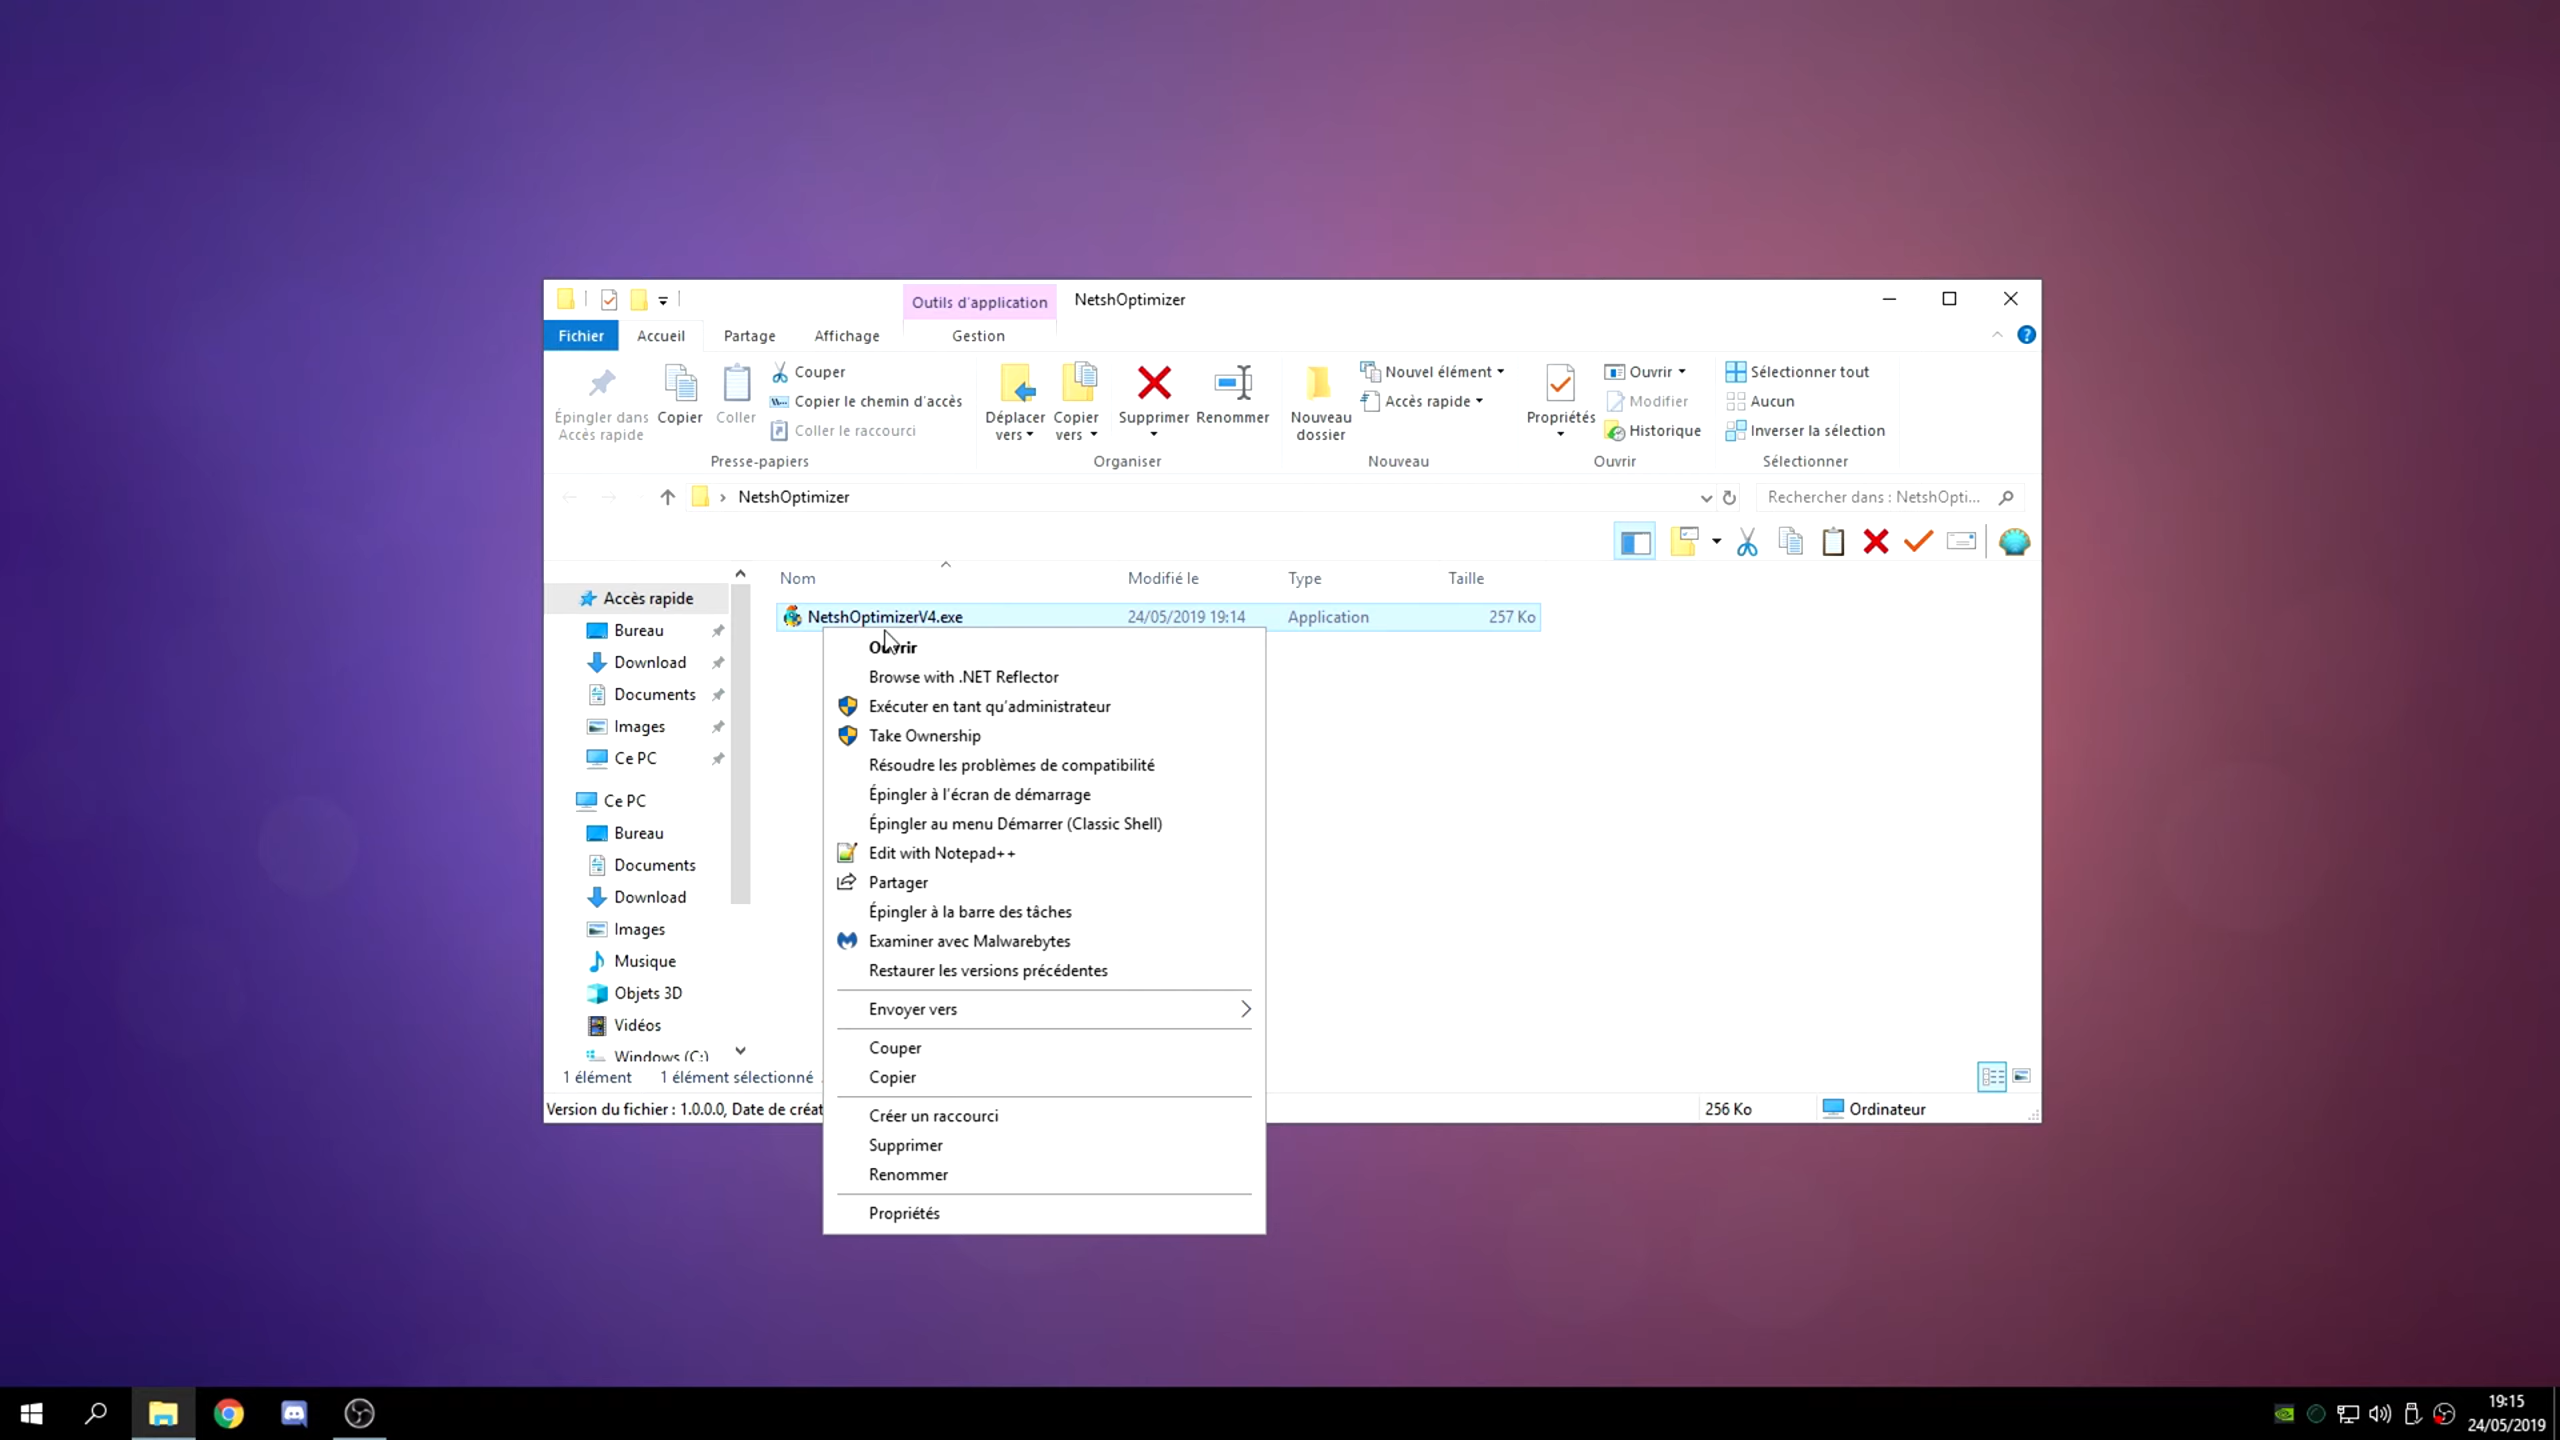 Outils d'application
NetshOptimizer
Fichier
Accueil
Partage
Affichage
Gestion
Épingler dans
Accès rapide
Copier
Coller
Couper
Copier le chemin d'accès
Coller le raccourci
Presse-papiers
Déplacer
vers
Copier
vers
Supprimer
Renommer
Organiser
Nouveau
dossier
Nouvel élément
Accès rapide
Nouveau
Propriétés
Ouvrir
Modifier
Historique
Ouvrir
Sélectionner tout
Aucun
Inverser la sélection
Sélectionner
NetshOptimizer
Rechercher dans : NetshOpti...
Nom
Modifié le
Type
Taille
NetshOptimizerV4.exe
24/05/2019 19:14
Application
257 Ko
Accès rapide
Bureau
Download
Documents
Images
Ce PC
Ce PC
Bureau
Documents
Download
Images
Musique
Objets 3D
Vidéos
Windows (C:)
Ouvrir
Browse with .NET Reflector
Exécuter en tant qu'administrateur
Take Ownership
Résoudre les problèmes de compatibilité
Épingler à l'écran de démarrage
Épingler au menu Démarrer (Classic Shell)
Edit with Notepad++
Partager
Épingler à la barre des tâches
Examiner avec Malwarebytes
Restaurer les versions précédentes
Envoyer vers
Couper
Copier
Créer un raccourci
Supprimer
Renommer
Propriétés
1 élément
1 élément sélectionné
Version du fichier : 1.0.0.0, Date de créat
256 Ko
Ordinateur
19:15
24/05/2019